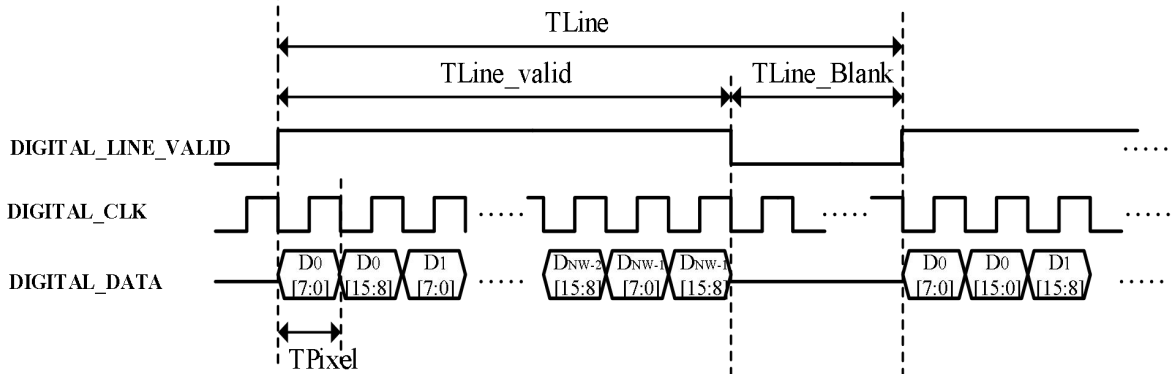 TLine
TLine_valid TLine_Blank
DIGITAL_LINE_VALID ·····
DIGITAL_CLK ····· ····· ·····
DIGITAL_DATA D0 [7:0] D0 [15:8] D1 [7:0] ····· DNW-2 [15:8] DNW-1 [7:0] DNW-1 [15:8] D0 [7:0] D0 [15:0] D1 [15:8] ·····
TPixel